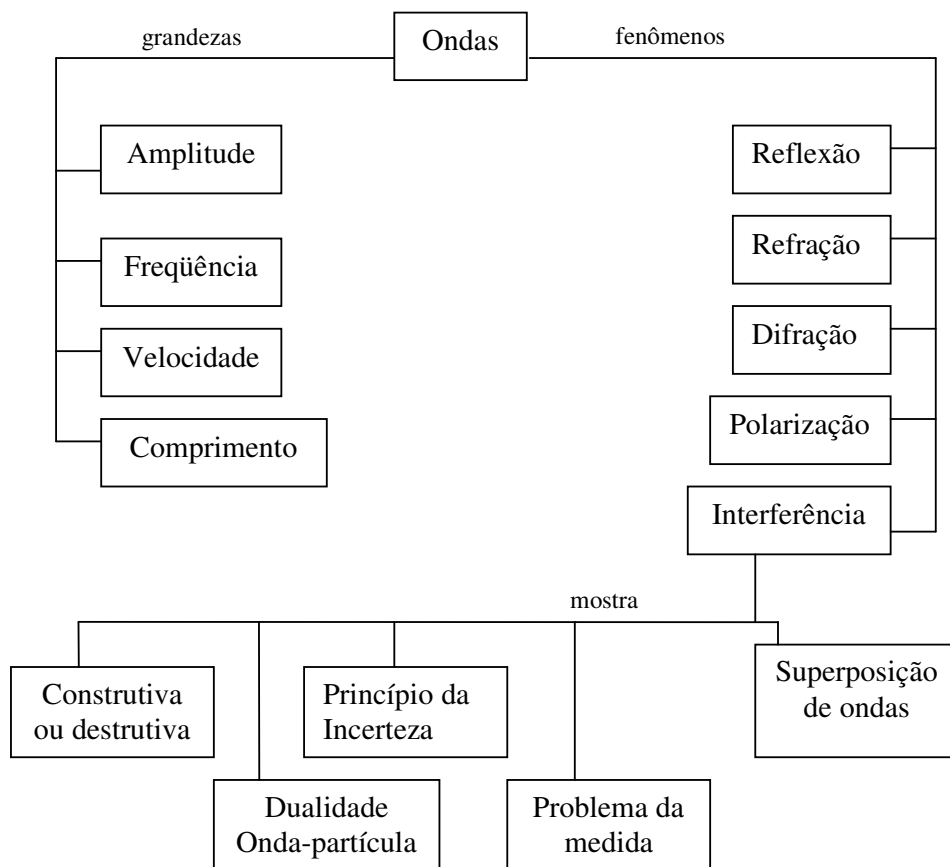 grandezas
Ondas
fenômenos
Amplitude
Freqüência
Velocidade
Comprimento
Reflexão
Refração
Difração
Polarização
Interferência
mostra
Construtiva
ou destrutiva
Princípio da
Incerteza
Superposição
de ondas
Dualidade
Onda-partícula
Problema da
medida